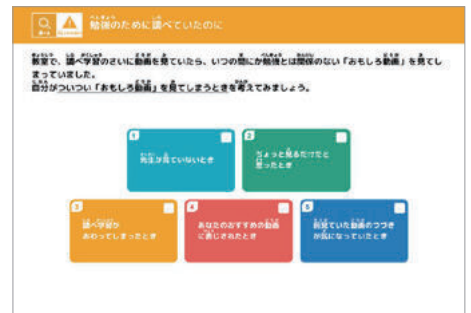 勉強のために調べていたのに
教室で、調べ学習のさいに動画を見ていたら、いつの間にか勉強とは関係のない「おもしろ動画」を見てし
まっていました。
自分がついつい「おもしろ動画」を見てしまうときを考えてみましょう。
1
先生が見ていないとき
2
ちょっと見るだけだと
思ったとき
3
調べ学習が
おわってしまったとき
4
あなたのおすすめの動画
に表示されたとき
5
前見ていた動画のつづき
が気になっていたとき